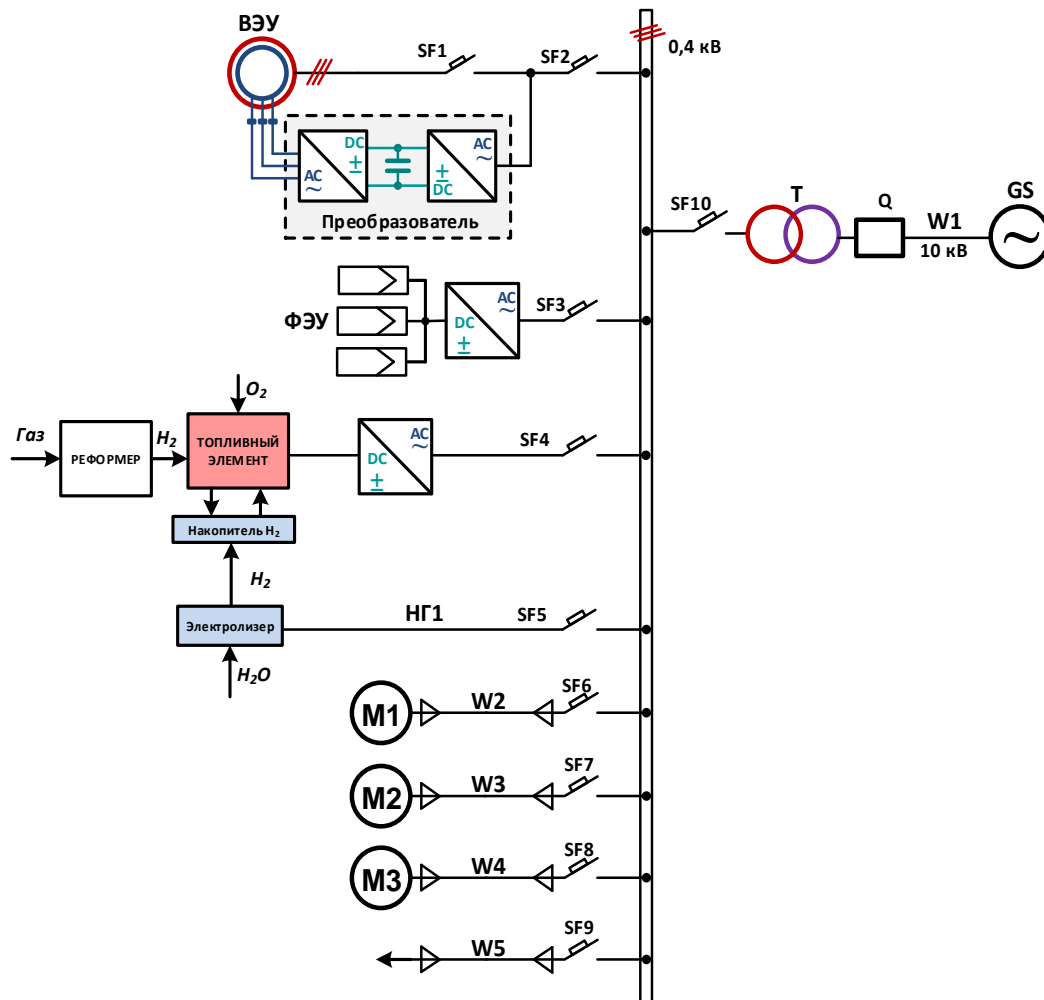 ВЭУ
SF1
SF2
0,4 кВ
DC
±
AC
~
AC
~
±
DC
Преобразователь
SF10
T
Q
W1
10 кВ
GS
~
ФЭУ
DC
±
AC
~
SF3
O₂
Газ
РЕФОРМЕР
H₂
ТОПЛИВНЫЙ
ЭЛЕМЕНТ
DC
±
AC
~
SF4
Накопитель H₂
H₂
Электролизер
НГ1
SF5
H₂O
M1
W2
SF6
M2
W3
SF7
M3
W4
SF8
W5
SF9